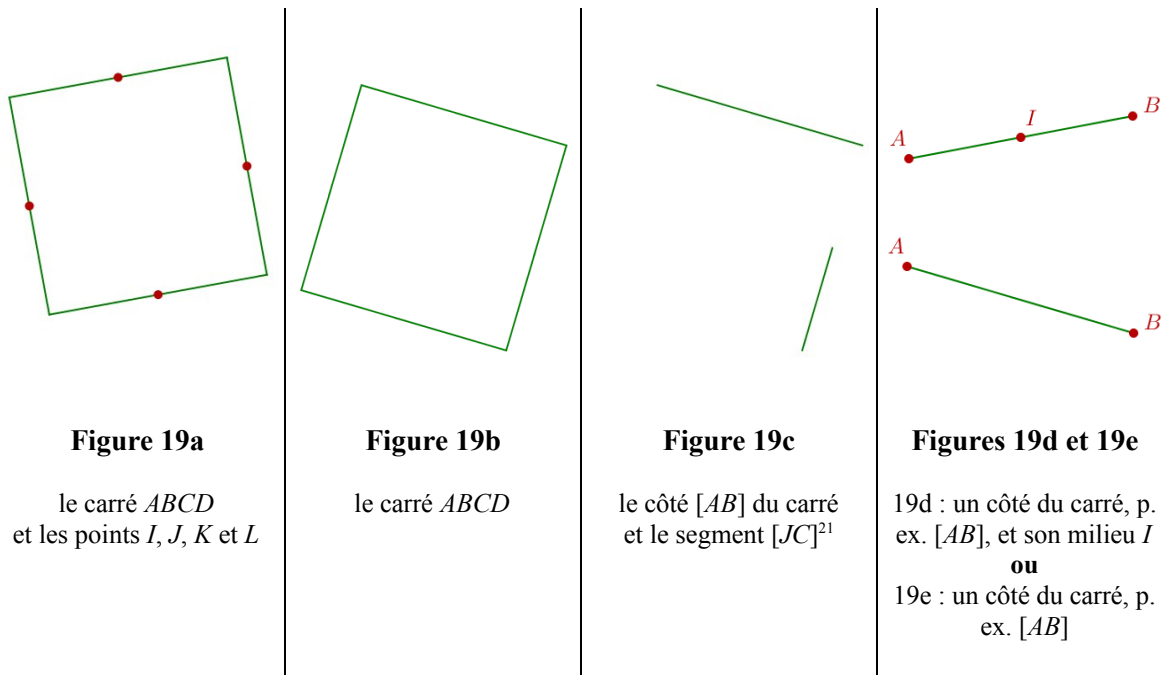 A
I
B
A
B
Figure 19a
le carré ABCD
et les points I, J, K et L
Figure 19b
le carré ABCD
Figure 19c
le côté [AB] du carré
et le segment [JC]21
Figures 19d et 19e
19d : un côté du carré, p.
ex. [AB], et son milieu I
ou
19e : un côté du carré, p.
ex. [AB]